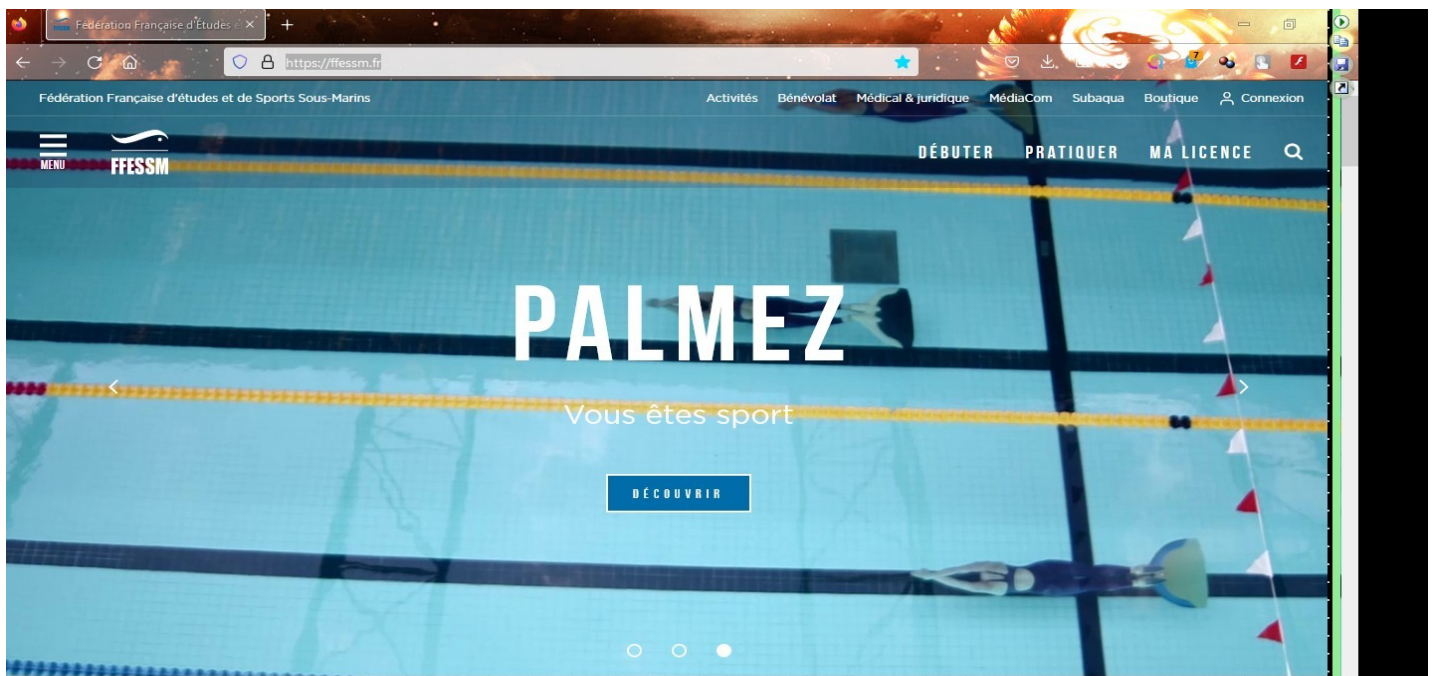 Fédération Française d'Études e
https://ffessm.fr
7
Fédération Française d'études et de Sports Sous-Marins
Activités Bénévolat Médical & juridique MédiaCom Subaqua Boutique Connexion
MENU
FFESSM
DÉBUTER PRATIQUER MA LICENCE
PALMEZ
Vous êtes sport
DÉCOUVRIR